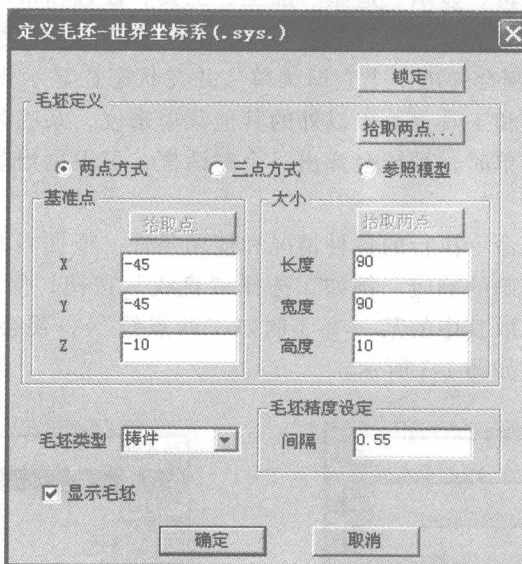 定义毛坯-世界坐标系(.sys.)
锁定
毛坯定义
拾取两点...
两点方式
三点方式
参照模型
基准点
拾取点...
X
-45
Y
-45
Z
-10
大小
拾取两点...
长度
90
宽度
90
高度
10
毛坯类型
铸件
毛坯精度设定
间隔
0.55
显示毛坯
确定
取消